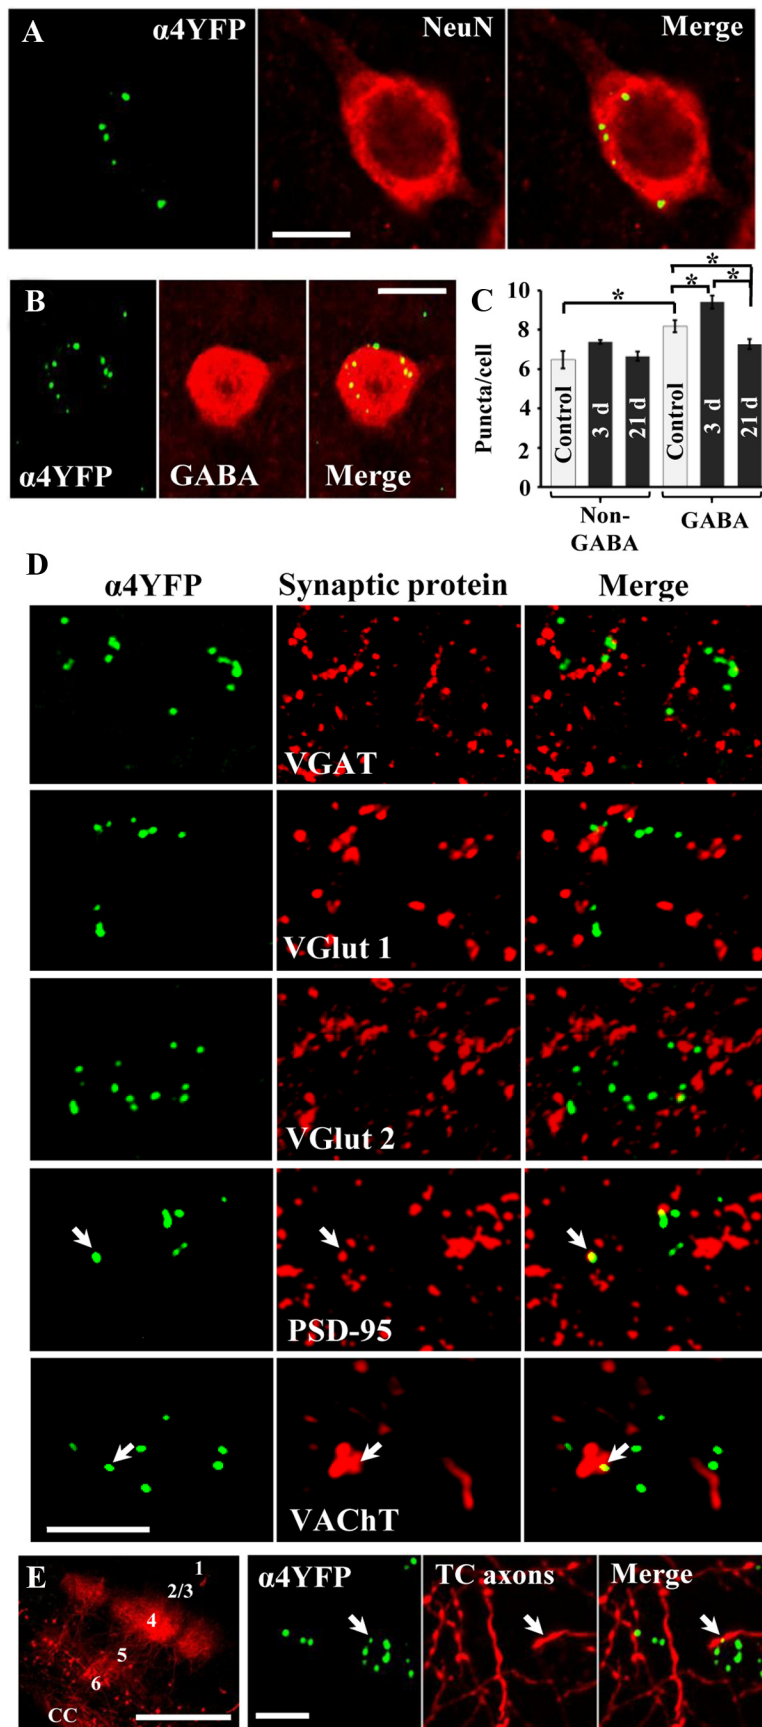 A
α4YFP
NeuN
Merge
B
α4YFP
GABA
Merge
C
Puncta/cell
10
8
6
4
2
0
* * * *
Control
3 d
21 d
Control
3 d
21 d
Non-
GABA
GABA
D
α4YFP
Synaptic protein
Merge
VGAT
VGlut 1
VGlut 2
PSD-95
VAChT
E
1
2/3
4
5
6
CC
α4YFP
TC axons
Merge